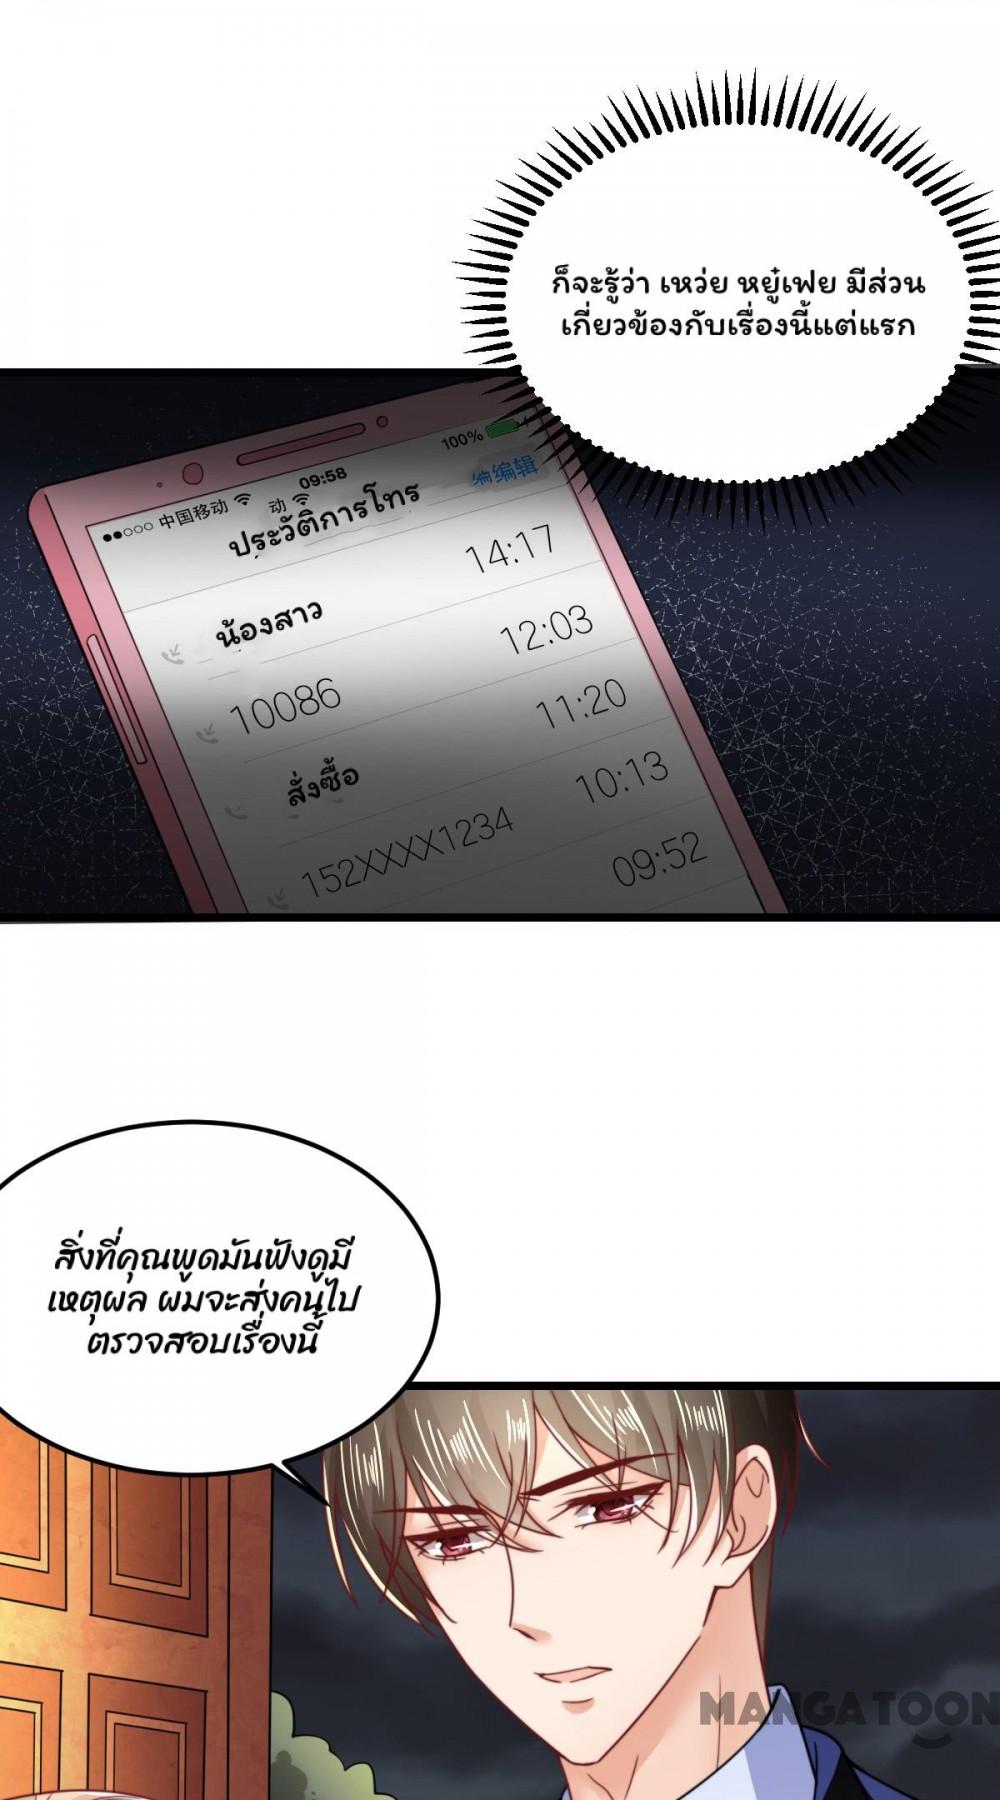 ก็จะรู้ว่า เหว่ย หยู๋เฟย มีส่วน
เกี่ยวข้องกับเรื่องนี้แต่แรก
中国移动 动 09:58 100%
ประวัติการโทร 编辑
น้องสาว 14:17
10086 12:03
สั่งซื้อ 11:20
152XXXX1234 10:13
09:52
สิ่งที่คุณพูดมันฟังดูมี
เหตุผล ผมจะส่งคนไป
ตรวจสอบเรื่องนี้
MANGATOON